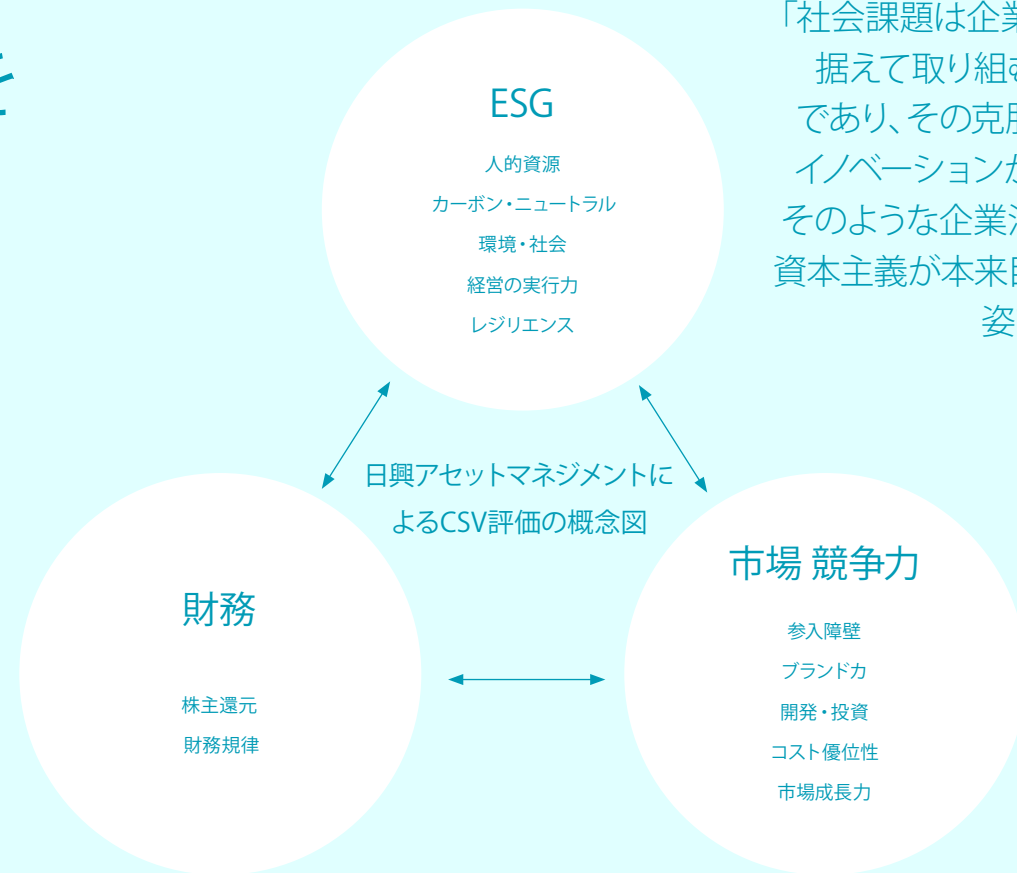 を
「社会課題は企業
据えて取り組む
であり、その克服
イノベーションが
そのような企業活
資本主義が本来目
姿
ESG
人的資源
カーボン・ニュートラル
環境・社会
経営の実行力
レジリエンス
日興アセットマネジメントに
よるCSV評価の概念図
財務
株主還元
財務規律
市場 競争力
参入障壁
ブランド力
開発・投資
コスト優位性
市場成長力